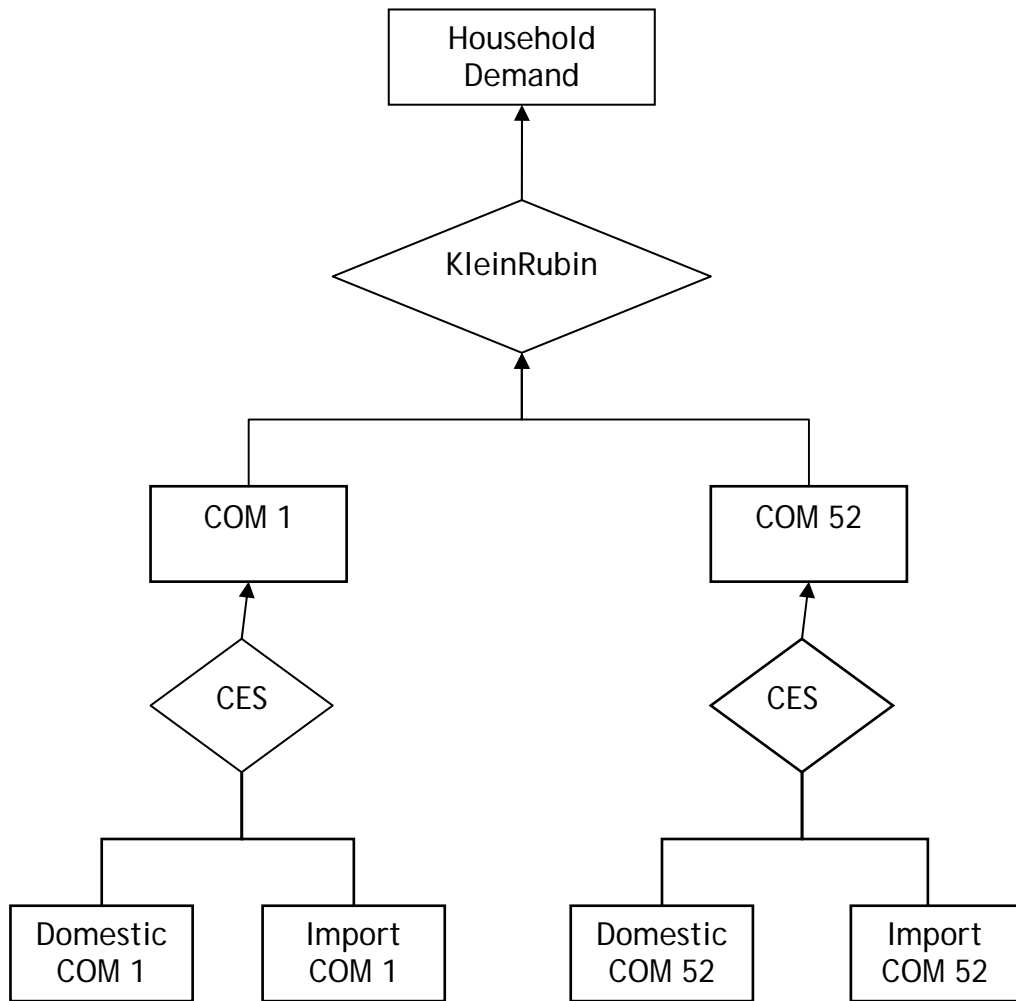 Household
Demand
KleinRubin
COM 1
COM 52
CES
CES
Domestic
COM 1
Import
COM 1
Domestic
COM 52
Import
COM 52